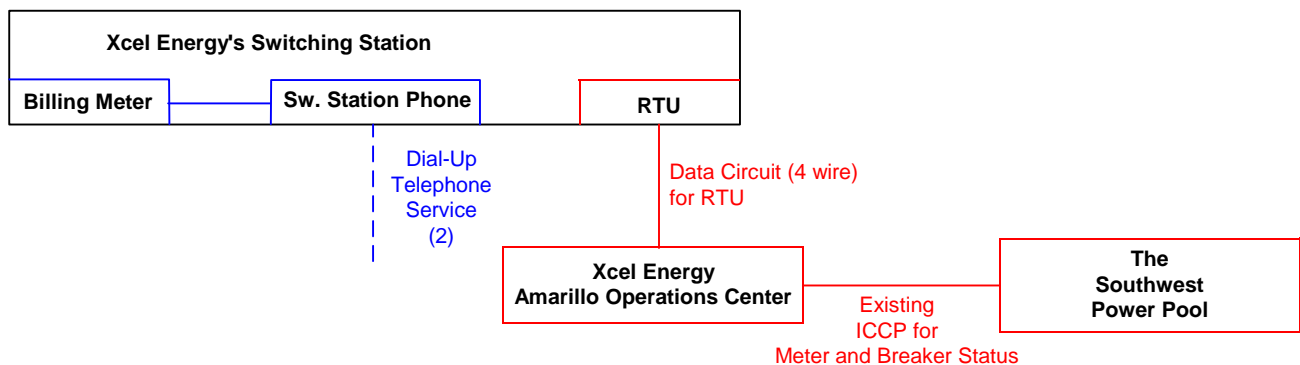 Xcel Energy's Switching Station
Billing Meter
Sw. Station Phone
RTU
Dial-Up
Telephone
Service
(2)
Data Circuit (4 wire)
for RTU
Xcel Energy
Amarillo Operations Center
Existing
ICCP for
Meter and Breaker Status
The
Southwest
Power Pool